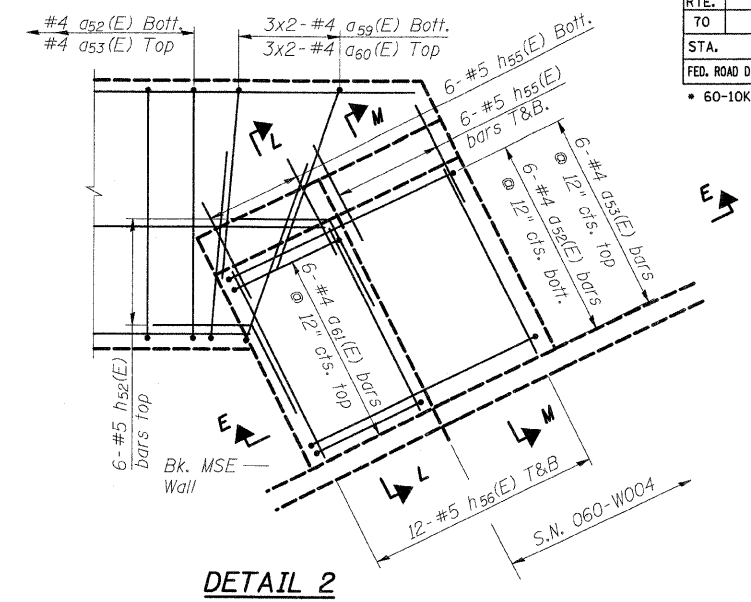 #4 a52(E) Bott.
#4 a53(E) Top
3x2-#4 a59(E) Bott.
3x2-#4 a60(E) Top
6-#5 h55(E) Bott.
6-#5 h55(E)
bars T&B.
RTE.
70
STA.
FED. ROAD D
* 60-10K
L
M
E
6-#4 a53(E) bars
@ 12" cts. top
6-#4 a52(E) bars
@ 12" cts. bott.
6-#4 a61(E) bars
@ 12" cts. top
6-#5 h52(E)
bars top
E
Bk. MSE
Wall
L
M
12-#5 h56(E) T&B
S.N. 060-W004
DETAIL 2